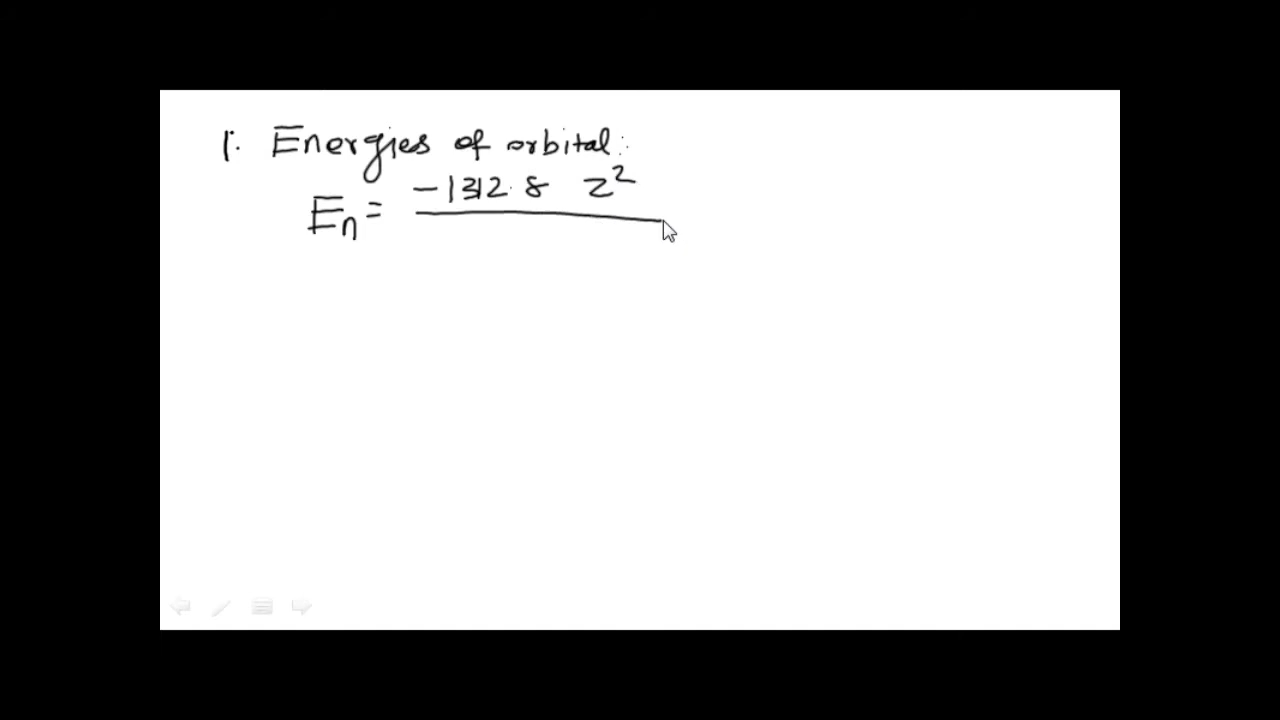 1. Energies of orbital:
-1312.8 Z²
En =